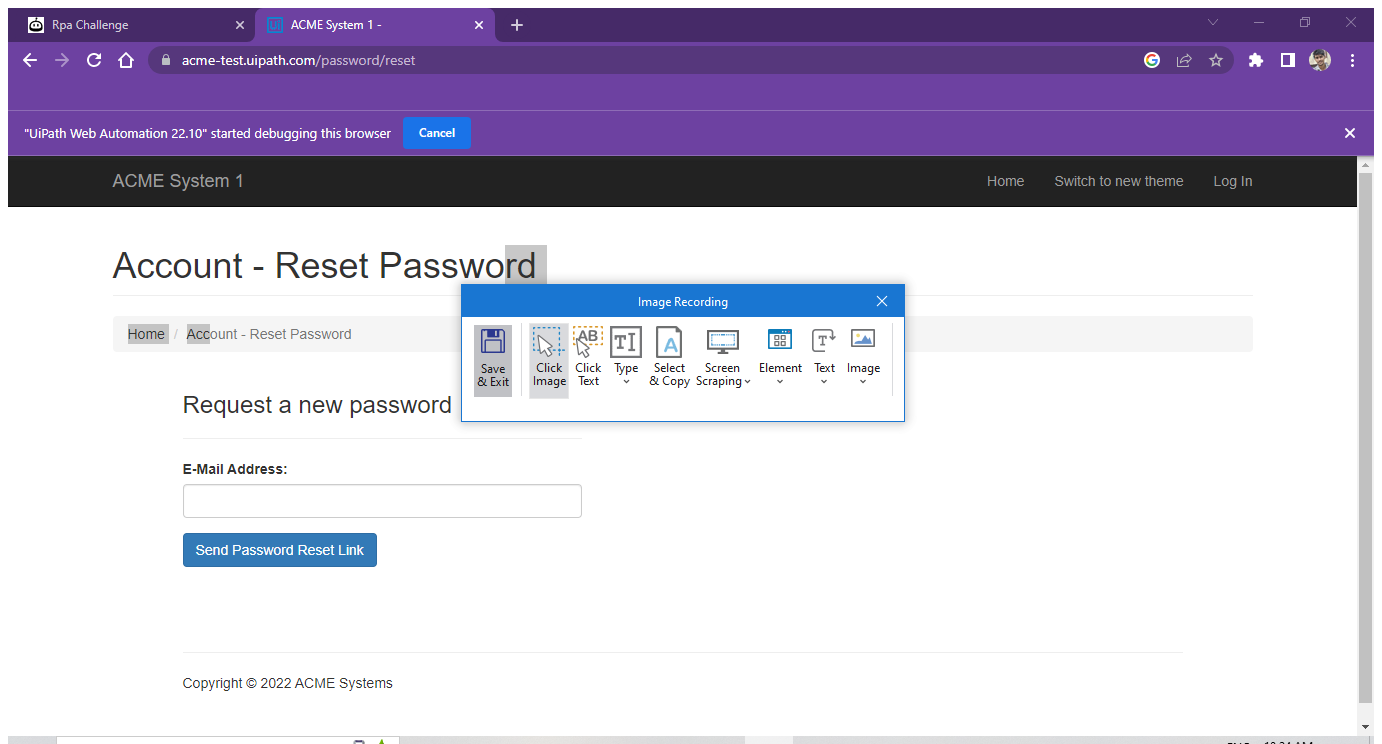 Rpa Challenge
ACME System 1 -
acme-test.uipath.com/password/reset
"UiPath Web Automation 22.10" started debugging this browser Cancel
ACME System 1 Home Switch to new theme Log In
Account - Reset Password
Image Recording
Home / Account - Reset Password
Save & Exit
Click Image
AB
Click Text
TI
Type
A
Select & Copy
Screen Scraping
Element
T
Text
Image
Request a new password
E-Mail Address:
Send Password Reset Link
Copyright © 2022 ACME Systems